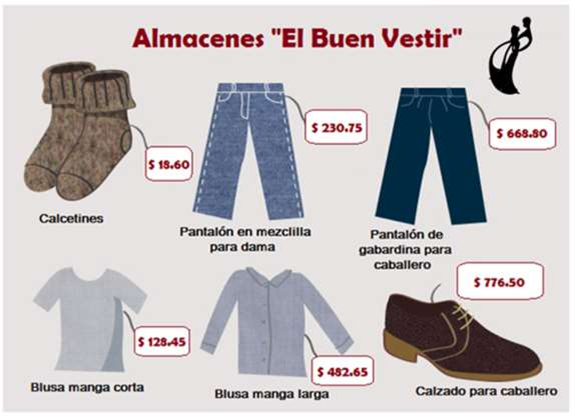 Almacenes "El Buen Vestir"
$ 18.60
Calcetines
$ 230.75
Pantalón en mezclilla
para dama
$ 668.80
Pantalón de
gabardina para
caballero
$ 128.45
Blusa manga corta
$ 482.65
Blusa manga larga
$ 776.50
Calzado para caballero